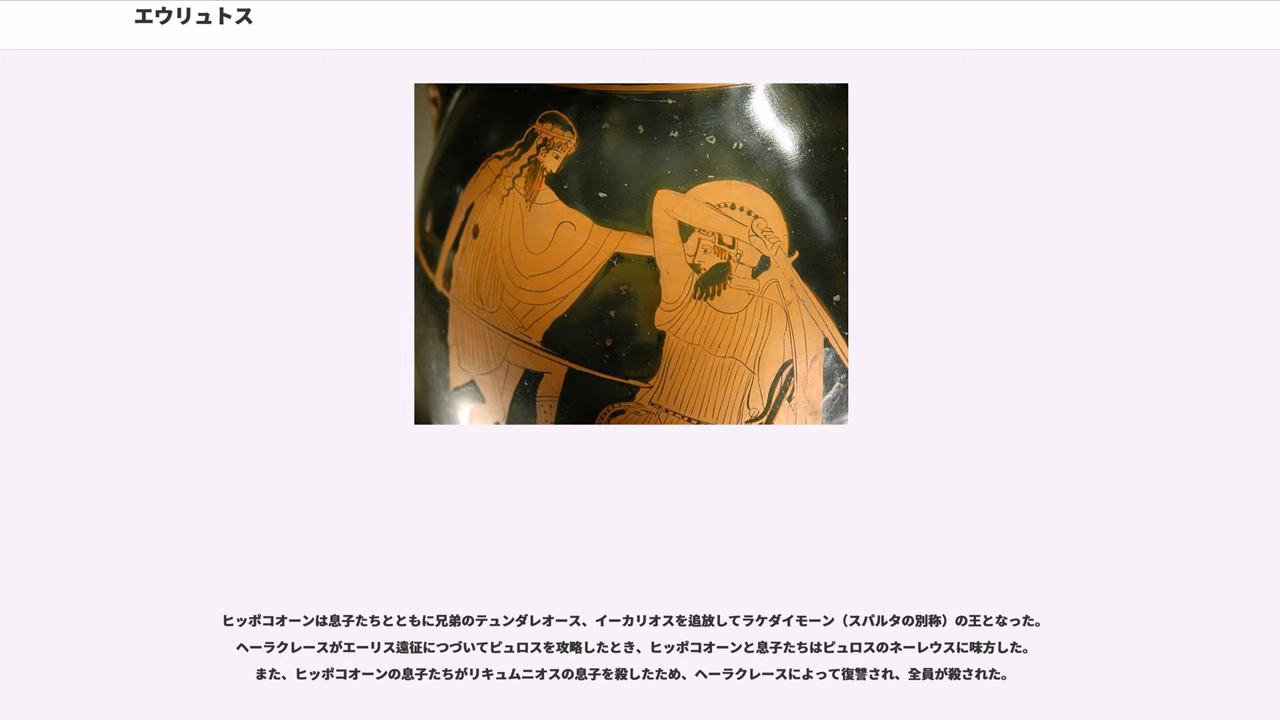 エウリュトス
ヒッポコオーンは息子たちとともに兄弟のテュンダレオース、イーカリオスを追放してラケダイモーン（スパルタの別称）の王となった。
ヘーラクレースがエーリス遠征につづいてピュロスを攻略したとき、ヒッポコオーンと息子たちはピュロスのネーレウスに味方した。
また、ヒッポコオーンの息子たちがリキュムニオスの息子を殺したため、ヘーラクレースによって復讐され、全員が殺された。